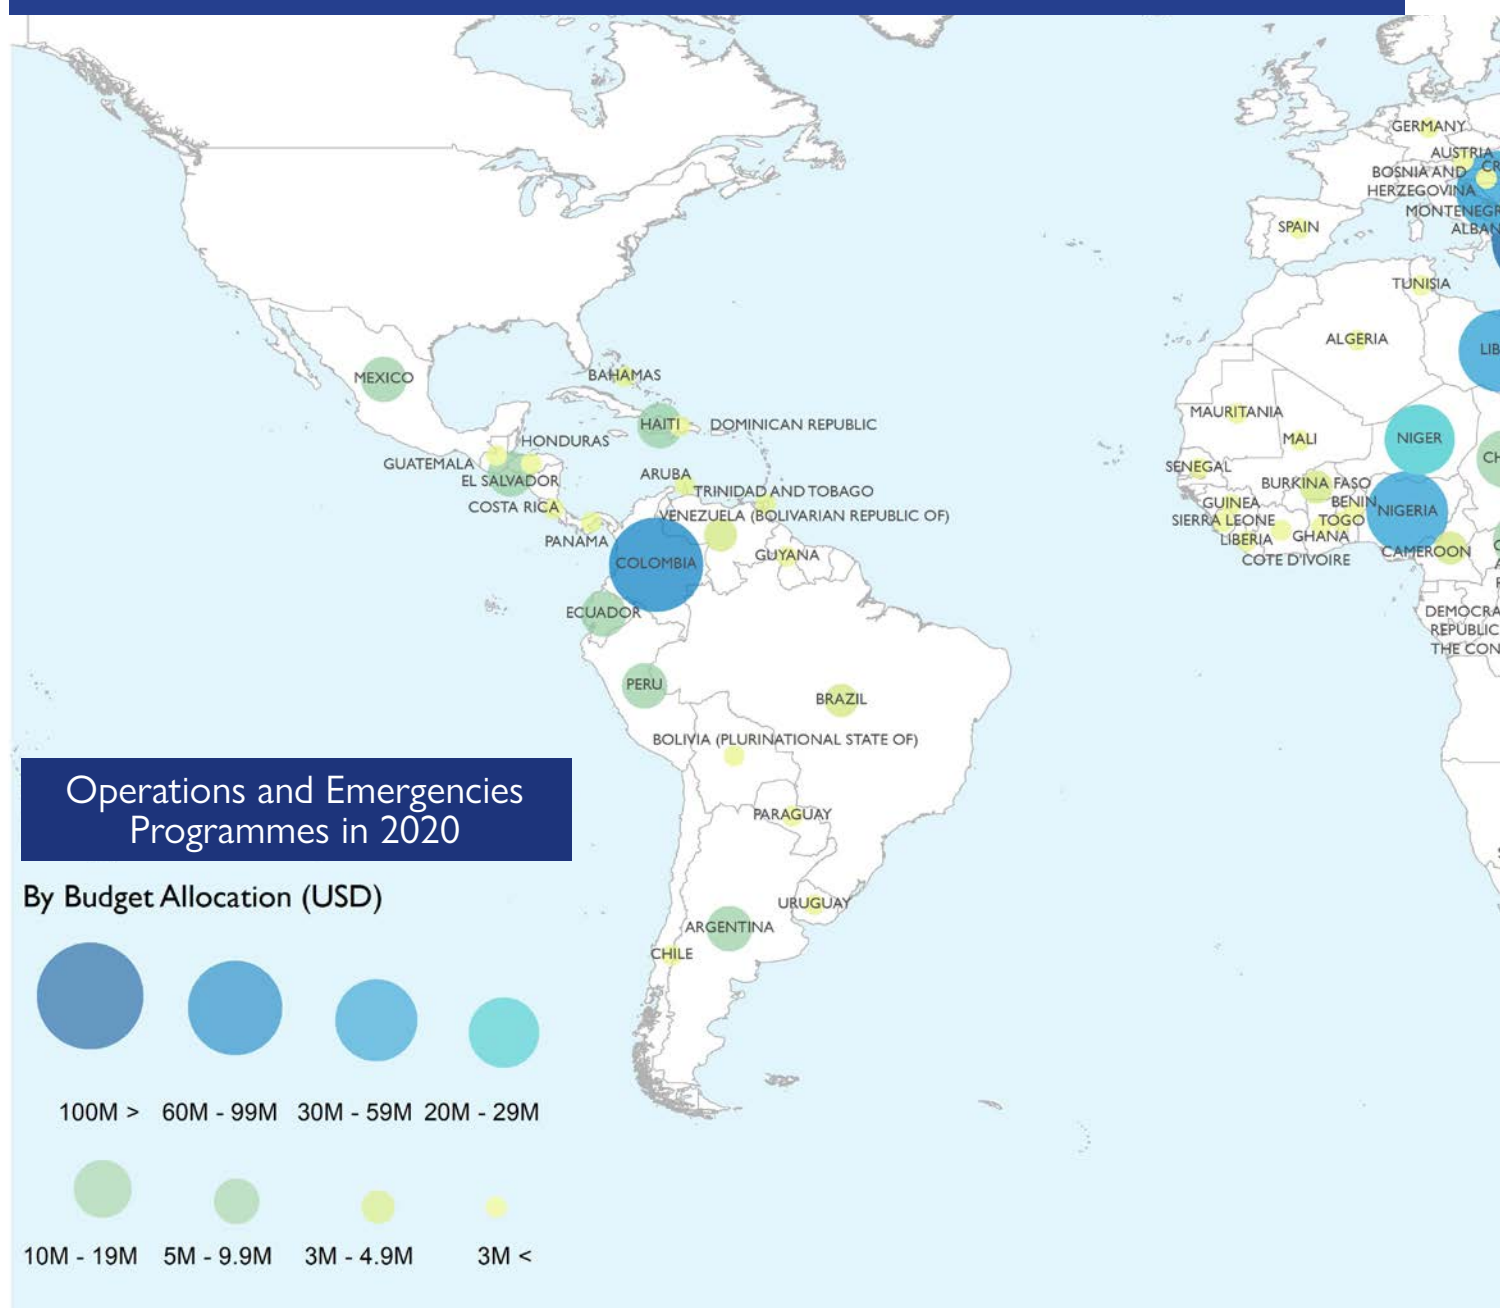 GERMANY
AUSTRIA
BOSNIA AND
HERZEGOVINA
CR
MONTENEGR
ALBAN
SPAIN
TUNISIA
ALGERIA
LIB
MEXICO
BAHAMAS
HAITI
DOMINICAN REPUBLIC
HONDURAS
GUATEMALA
EL SALVADOR
COSTA RICA
PANAMA
ARUBA
TRINIDAD AND TOBAGO
VENEZUELA (BOLIVARIAN REPUBLIC OF)
COLOMBIA
GUYANA
ECUADOR
PERU
BRAZIL
BOLIVIA (PLURINATIONAL STATE OF)
PARAGUAY
URUGUAY
ARGENTINA
CHILE
MAURITANIA
MALI
NIGER
CH
SENEGAL
BURKINA FASO
GUINEA
BENIN
NIGERIA
SIERRA LEONE
TOGO
LIBERIA
GHANA
COTE D'IVOIRE
CAMEROON
DEMOCRA
REPUBLIC
THE CON
Operations and Emergencies
Programmes in 2020
By Budget Allocation (USD)
100M > 60M - 99M 30M - 59M 20M - 29M
10M - 19M 5M - 9.9M 3M - 4.9M 3M <